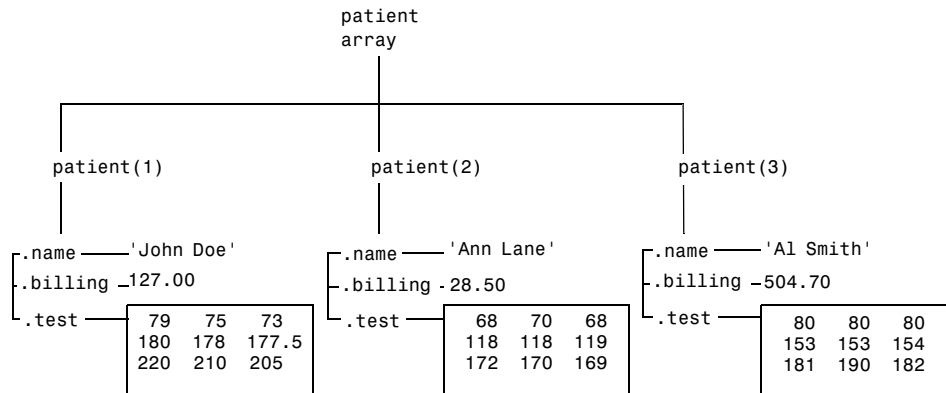 patient
array
patient(1)
patient(2)
patient(3)
.name 'John Doe'
.billing 127.00
.test
79 75 73
180 178 177.5
220 210 205
.name 'Ann Lane'
.billing 28.50
.test
68 70 68
118 118 119
172 170 169
.name 'Al Smith'
.billing 504.70
.test
80 80 80
153 153 154
181 190 182